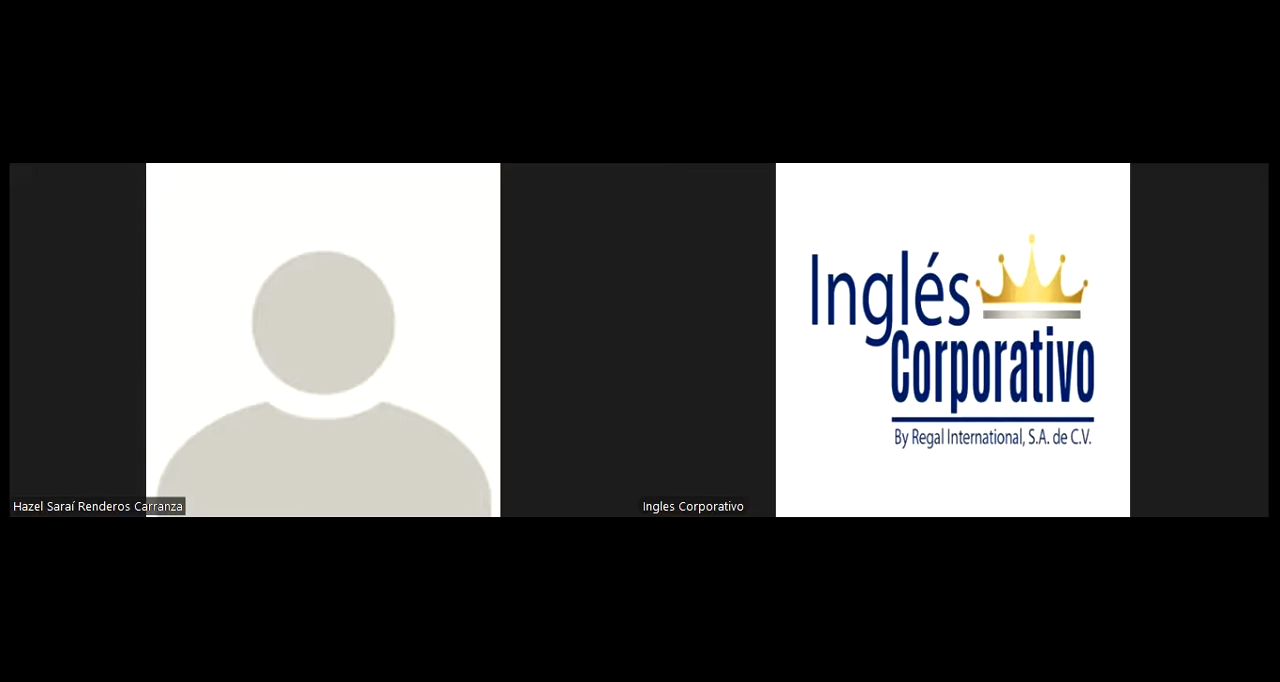 Inglés
Corporativo
By Regal International, S.A. de C.V.
Hazel Saraí Renderos Carranza
Ingles Corporativo